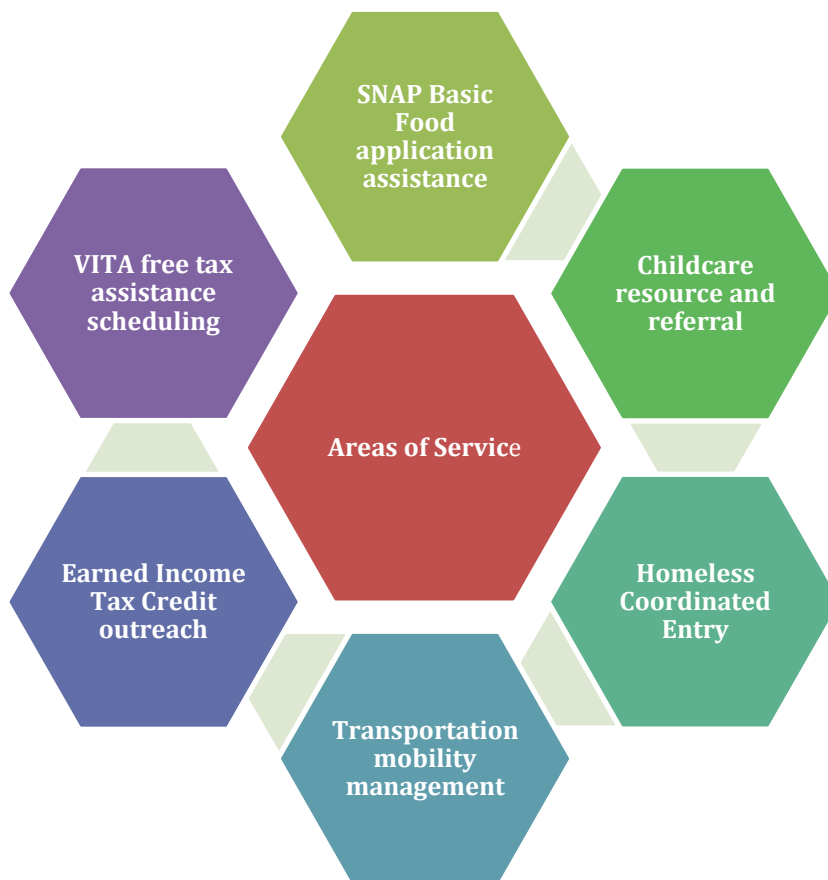 SNAP Basic
Food
application
assistance
Childcare
resource and
referral
Homeless
Coordinated
Entry
Transportation
mobility
management
Earned Income
Tax Credit
outreach
VITA free tax
assistance
scheduling
Areas of Service